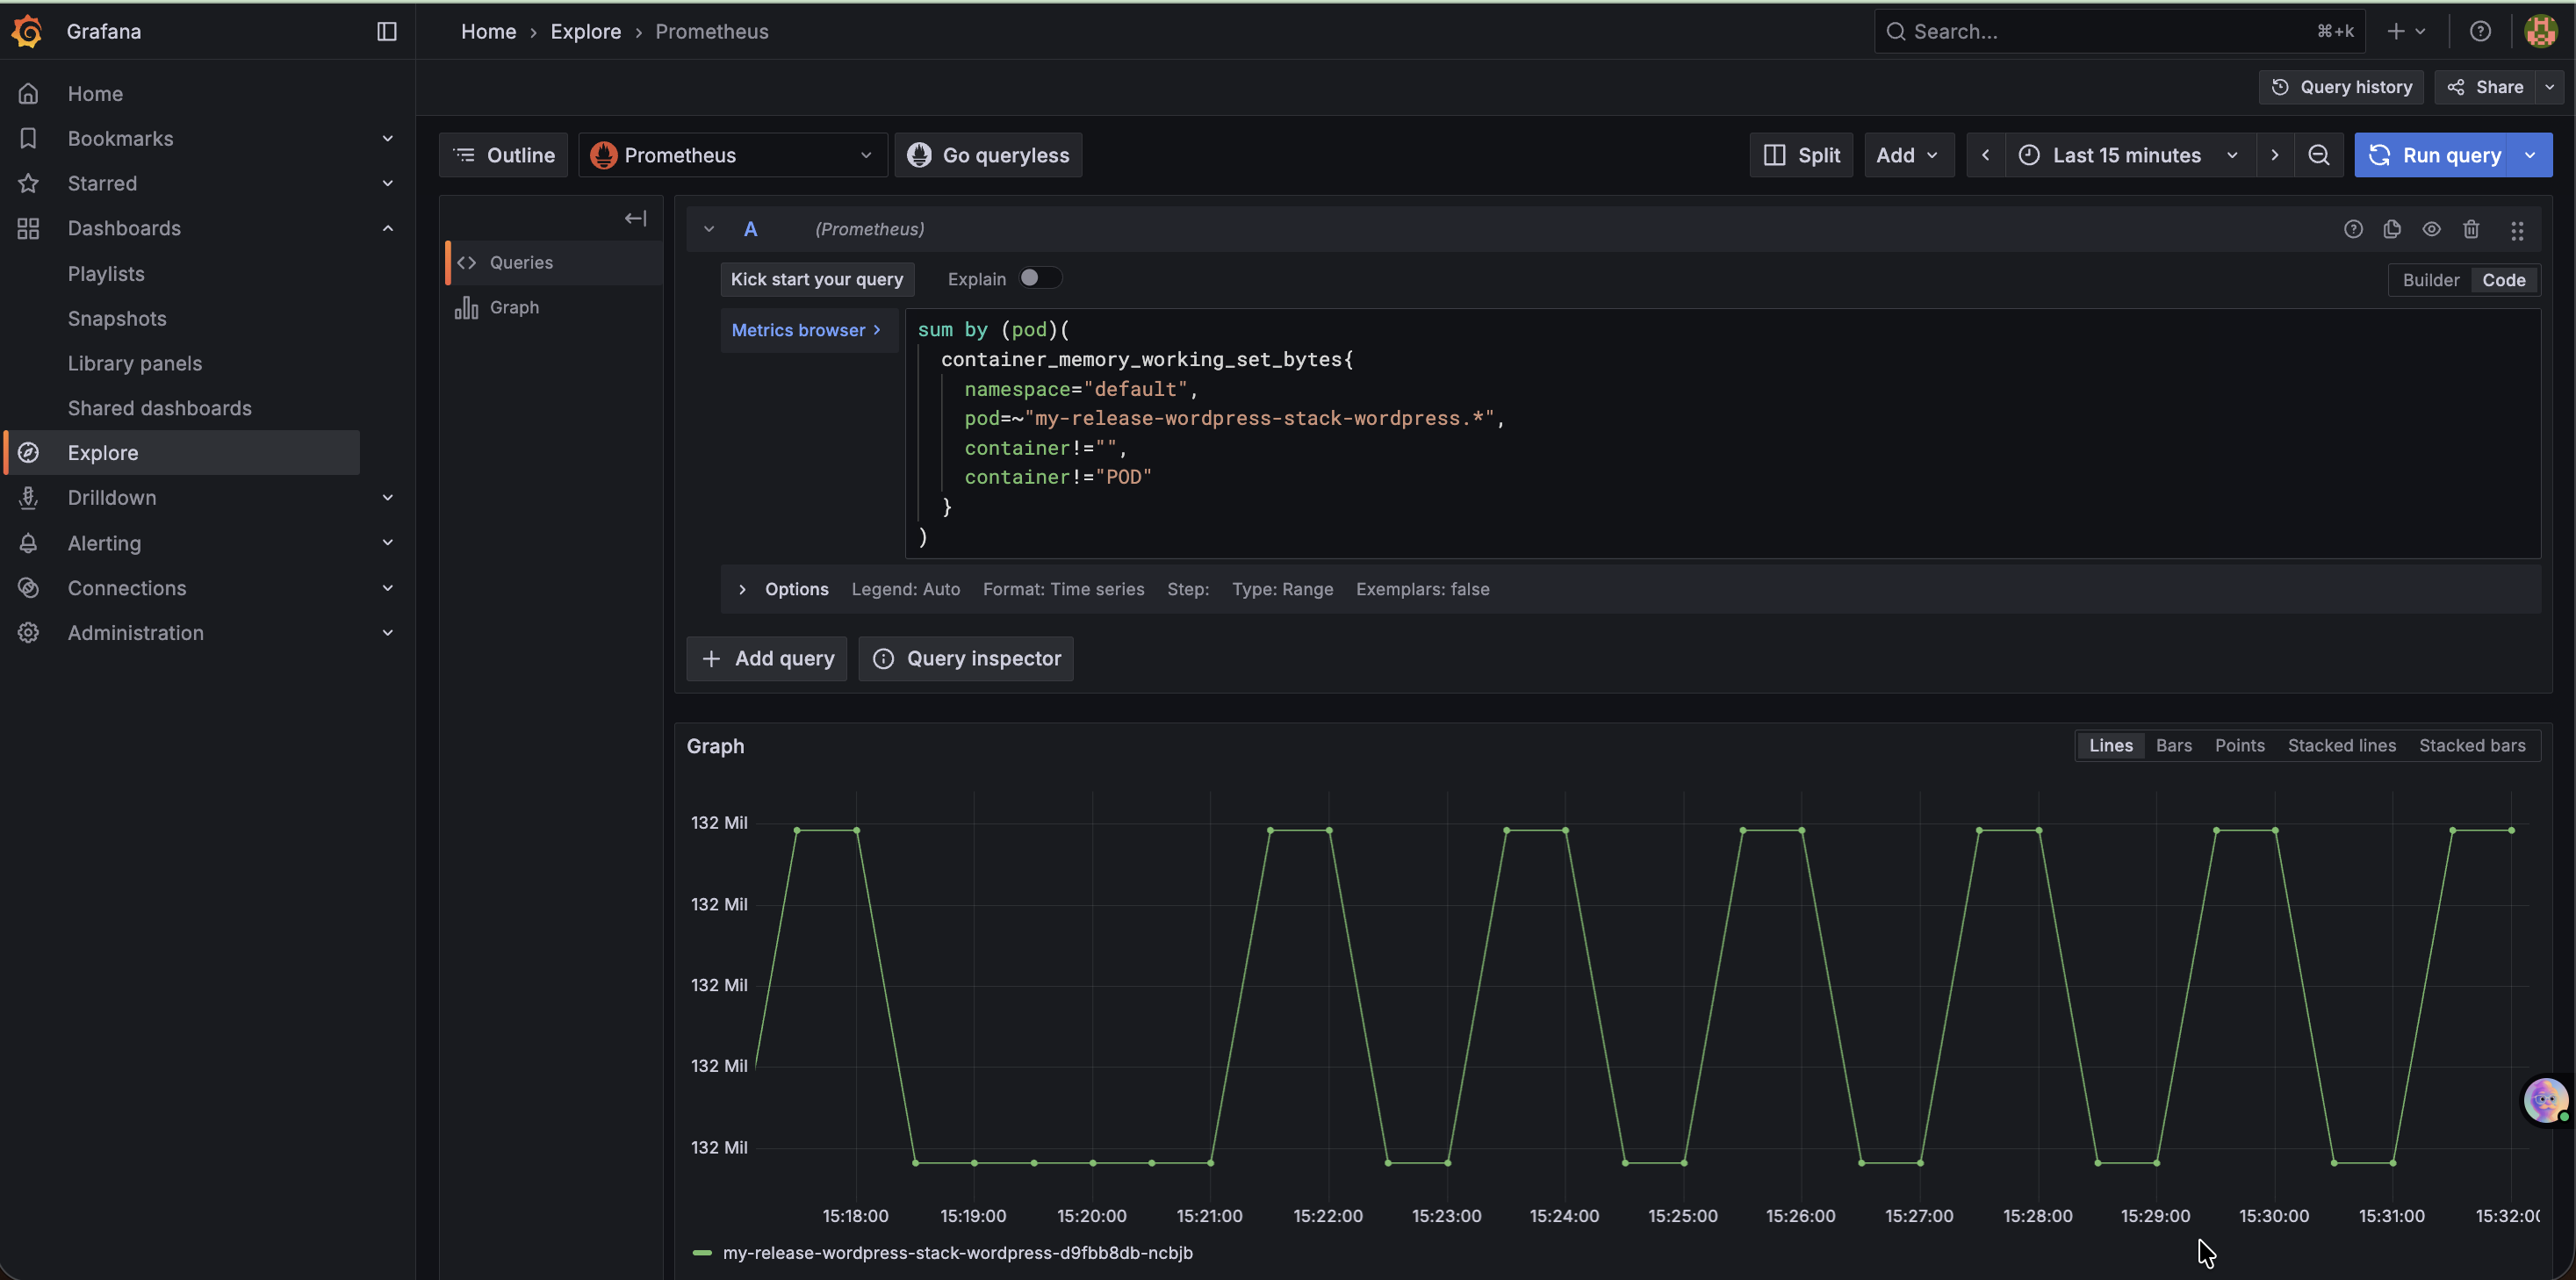 Grafana
Home › Explore › Prometheus
Search... ⌘+k
Query history Share
Home
Bookmarks
Starred
Dashboards
Playlists
Snapshots
Library panels
Shared dashboards
Explore
Drilldown
Alerting
Connections
Administration
Outline Prometheus Go queryless Split Add Last 15 minutes Run query
Queries
Graph
A (Prometheus)
Kick start your query Explain Builder Code
Metrics browser >
sum by (pod)(
container_memory_working_set_bytes{
namespace="default",
pod=~"my-release-wordpress-stack-wordpress.*",
container!="",
container!="POD"
}
)
Options Legend: Auto Format: Time series Step: Type: Range Exemplars: false
+ Add query Query inspector
Graph Lines Bars Points Stacked lines Stacked bars
132 Mil
132 Mil
132 Mil
132 Mil
132 Mil
15:18:00 15:19:00 15:20:00 15:21:00 15:22:00 15:23:00 15:24:00 15:25:00 15:26:00 15:27:00 15:28:00 15:29:00 15:30:00 15:31:00 15:32:0(
my-release-wordpress-stack-wordpress-d9fbb8db-ncbjb